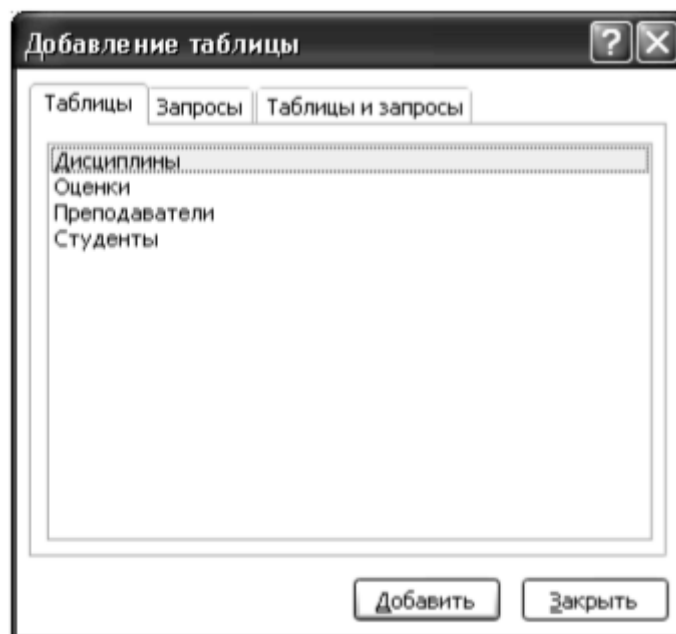 Добавление таблицы
Таблицы Запросы Таблицы и запросы
Дисциплины
Оценки
Преподаватели
Студенты
Добавить Закрыть